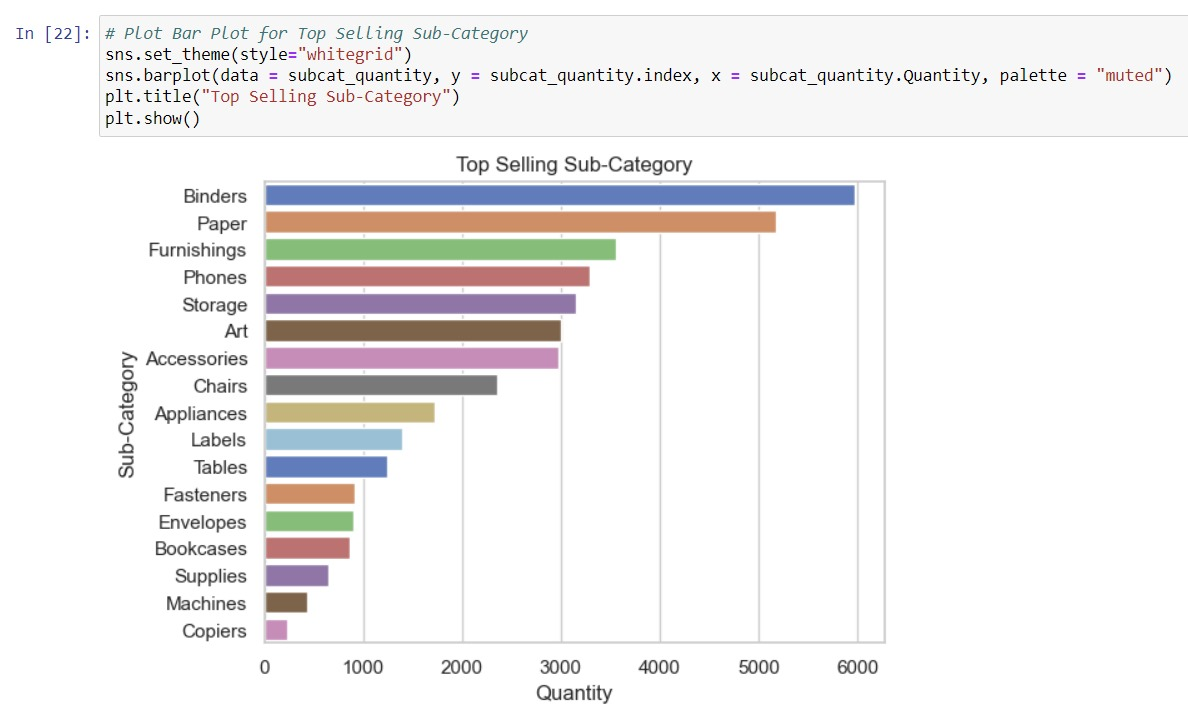 In [22]: # Plot Bar Plot for Top Selling Sub-Category
sns.set_theme(style="whitegrid")
sns.barplot(data = subcat_quantity, y = subcat_quantity.index, x = subcat_quantity.Quantity, palette = "muted")
plt.title("Top Selling Sub-Category")
plt.show()
Top Selling Sub-Category
Sub-Category
Binders
Paper
Furnishings
Phones
Storage
Art
Accessories
Chairs
Appliances
Labels
Tables
Fasteners
Envelopes
Bookcases
Supplies
Machines
Copiers
0 1000 2000 3000 4000 5000 6000
Quantity